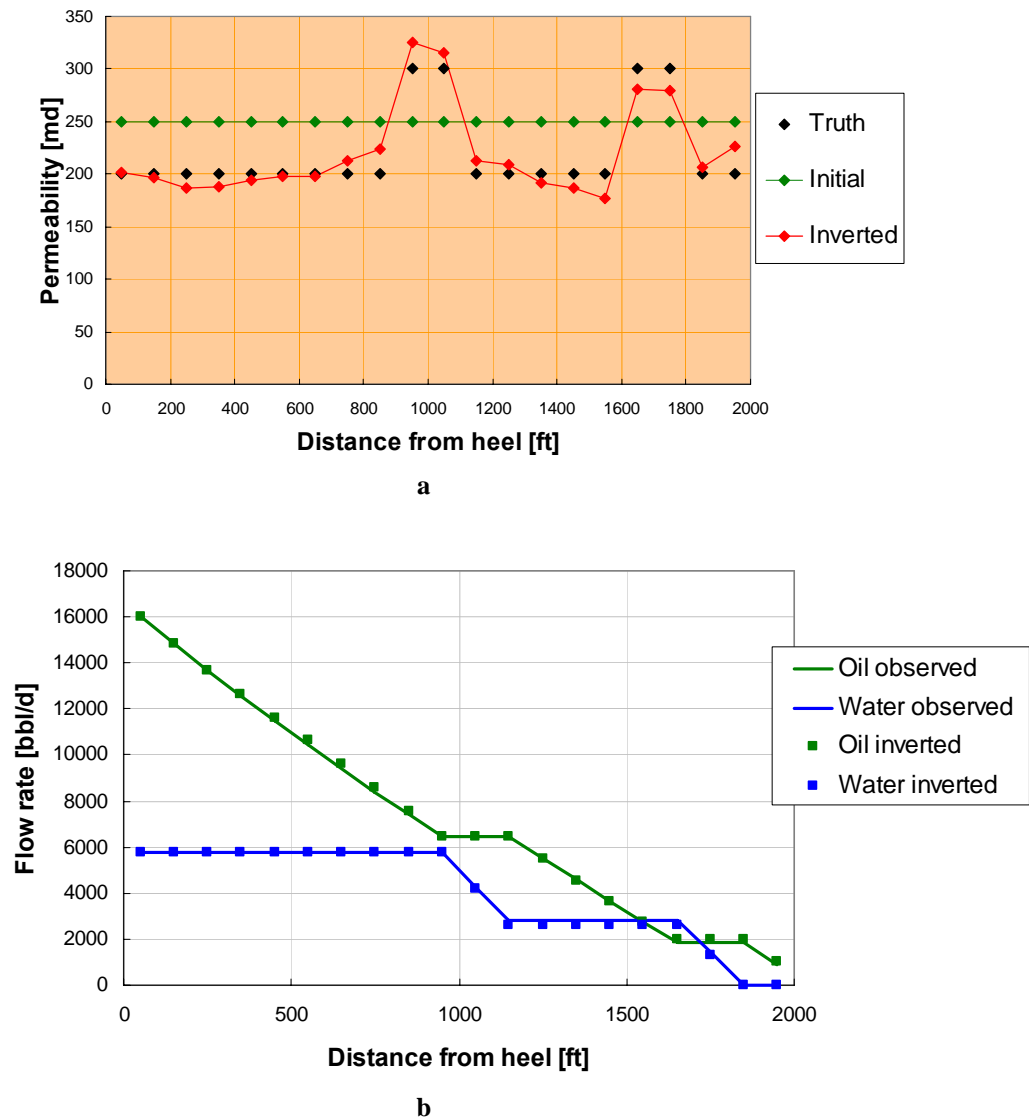 350
300
250
200
150
100
50
0
Permeability [md]
0 200 400 600 800 1000 1200 1400 1600 1800 2000
Distance from heel [ft]
Truth
Initial
Inverted
a
18000
16000
14000
12000
10000
8000
6000
4000
2000
0
Flow rate [bbl/d]
0 500 1000 1500 2000
Distance from heel [ft]
Oil observed
Water observed
Oil inverted
Water inverted
b